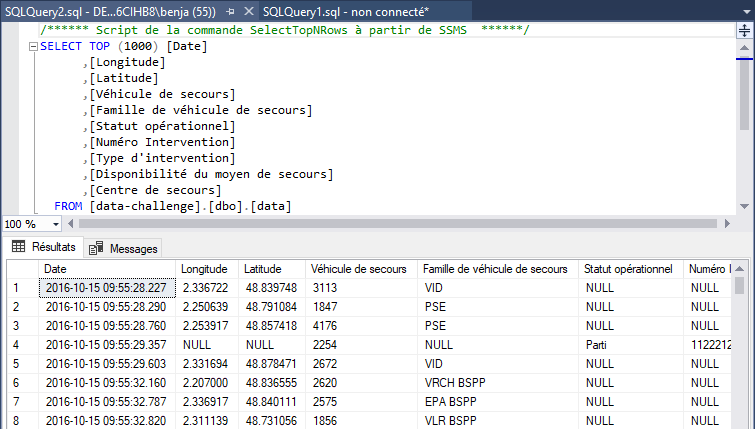 SQLQuery2.sql - DE...6CIHB8\benja (55)) SQLQuery1.sql - non connecté*
/****** Script de la commande SelectTopNRows à partir de SSMS ******/
SELECT TOP (1000) [Date]
,[Longitude]
,[Latitude]
,[Véhicule de secours]
,[Famille de véhicule de secours]
,[Statut opérationnel]
,[Numéro Intervention]
,[Type d'intervention]
,[Disponibilité du moyen de secours]
,[Centre de secours]
FROM [data-challenge].[dbo].[data]
100 %
Résultats Messages
Date Longitude Latitude Véhicule de secours Famille de véhicule de secours Statut opérationnel Numéro I
1 2016-10-15 09:55:28.227 2.336722 48.839748 3113 VID NULL NULL
2 2016-10-15 09:55:28.290 2.250639 48.791084 1847 PSE NULL NULL
3 2016-10-15 09:55:28.760 2.253917 48.857418 4176 PSE NULL NULL
4 2016-10-15 09:55:29.357 NULL NULL 2254 NULL Parti 1122212
5 2016-10-15 09:55:29.603 2.331694 48.878471 2672 VID NULL NULL
6 2016-10-15 09:55:32.160 2.207000 48.836555 2620 VRCH BSPP NULL NULL
7 2016-10-15 09:55:32.787 2.336917 48.840111 2575 EPA BSPP NULL NULL
8 2016-10-15 09:55:32.820 2.311139 48.731056 1856 VLR BSPP NULL NULL